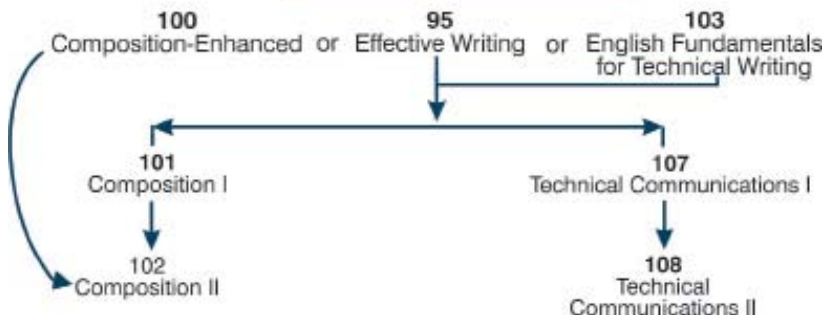 100 95 103
Composition-Enhanced or Effective Writing or English Fundamentals
for Technical Writing
101 107
Composition I Technical Communications I
102 108
Composition II Technical
Communications II